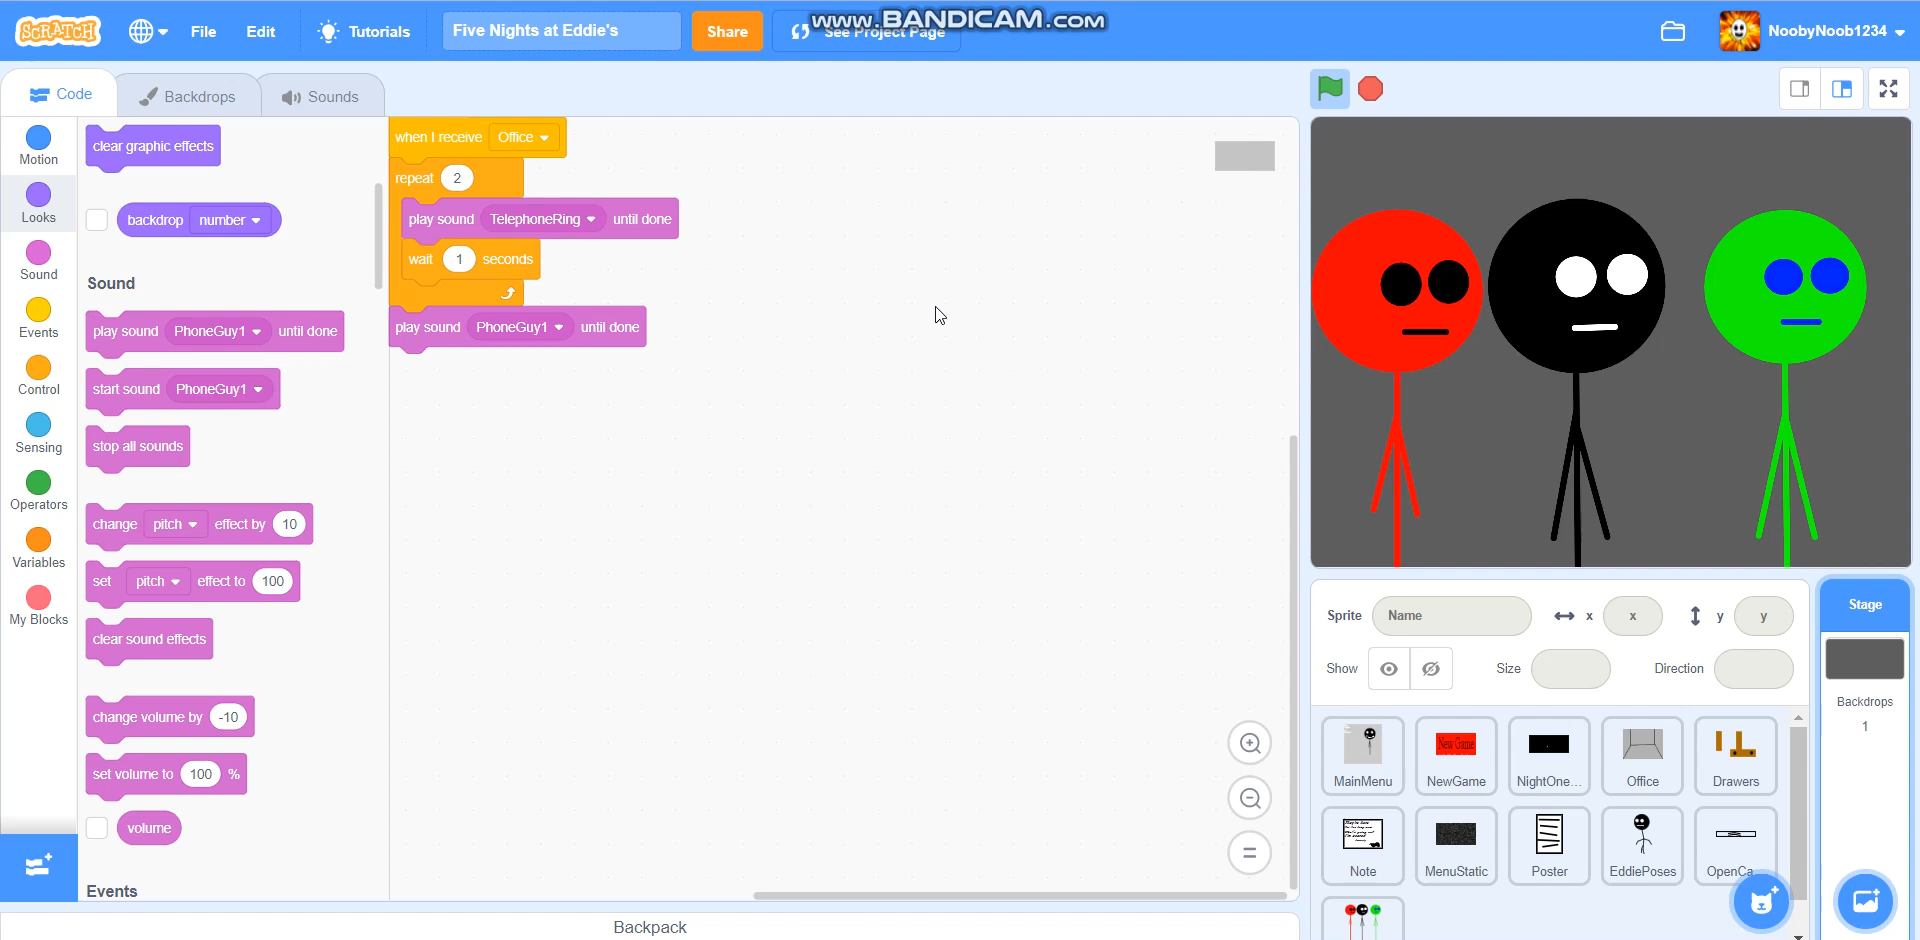 SCRATCH
File
Edit
Tutorials
Five Nights at Eddie's
Share
See Project Page
www.BANDICAM.com
NoobyNoob1234
Code
Backdrops
Sounds
Motion
Looks
Sound
Events
Control
Sensing
Operators
Variables
My Blocks
clear graphic effects
backdrop number
Sound
play sound PhoneGuy1 until done
start sound PhoneGuy1
stop all sounds
change pitch effect by 10
set pitch effect to 100
clear sound effects
change volume by -10
set volume to 100 %
volume
Events
when I receive Office
repeat 2
play sound TelephoneRing until done
wait 1 seconds
play sound PhoneGuy1 until done
Backpack
Sprite Name x x y y
Show Size Direction
Stage
Backdrops
1
New Game
MainMenu NewGame NightOne... Office Drawers
Note MenuStatic Poster EddiePoses OpenCa